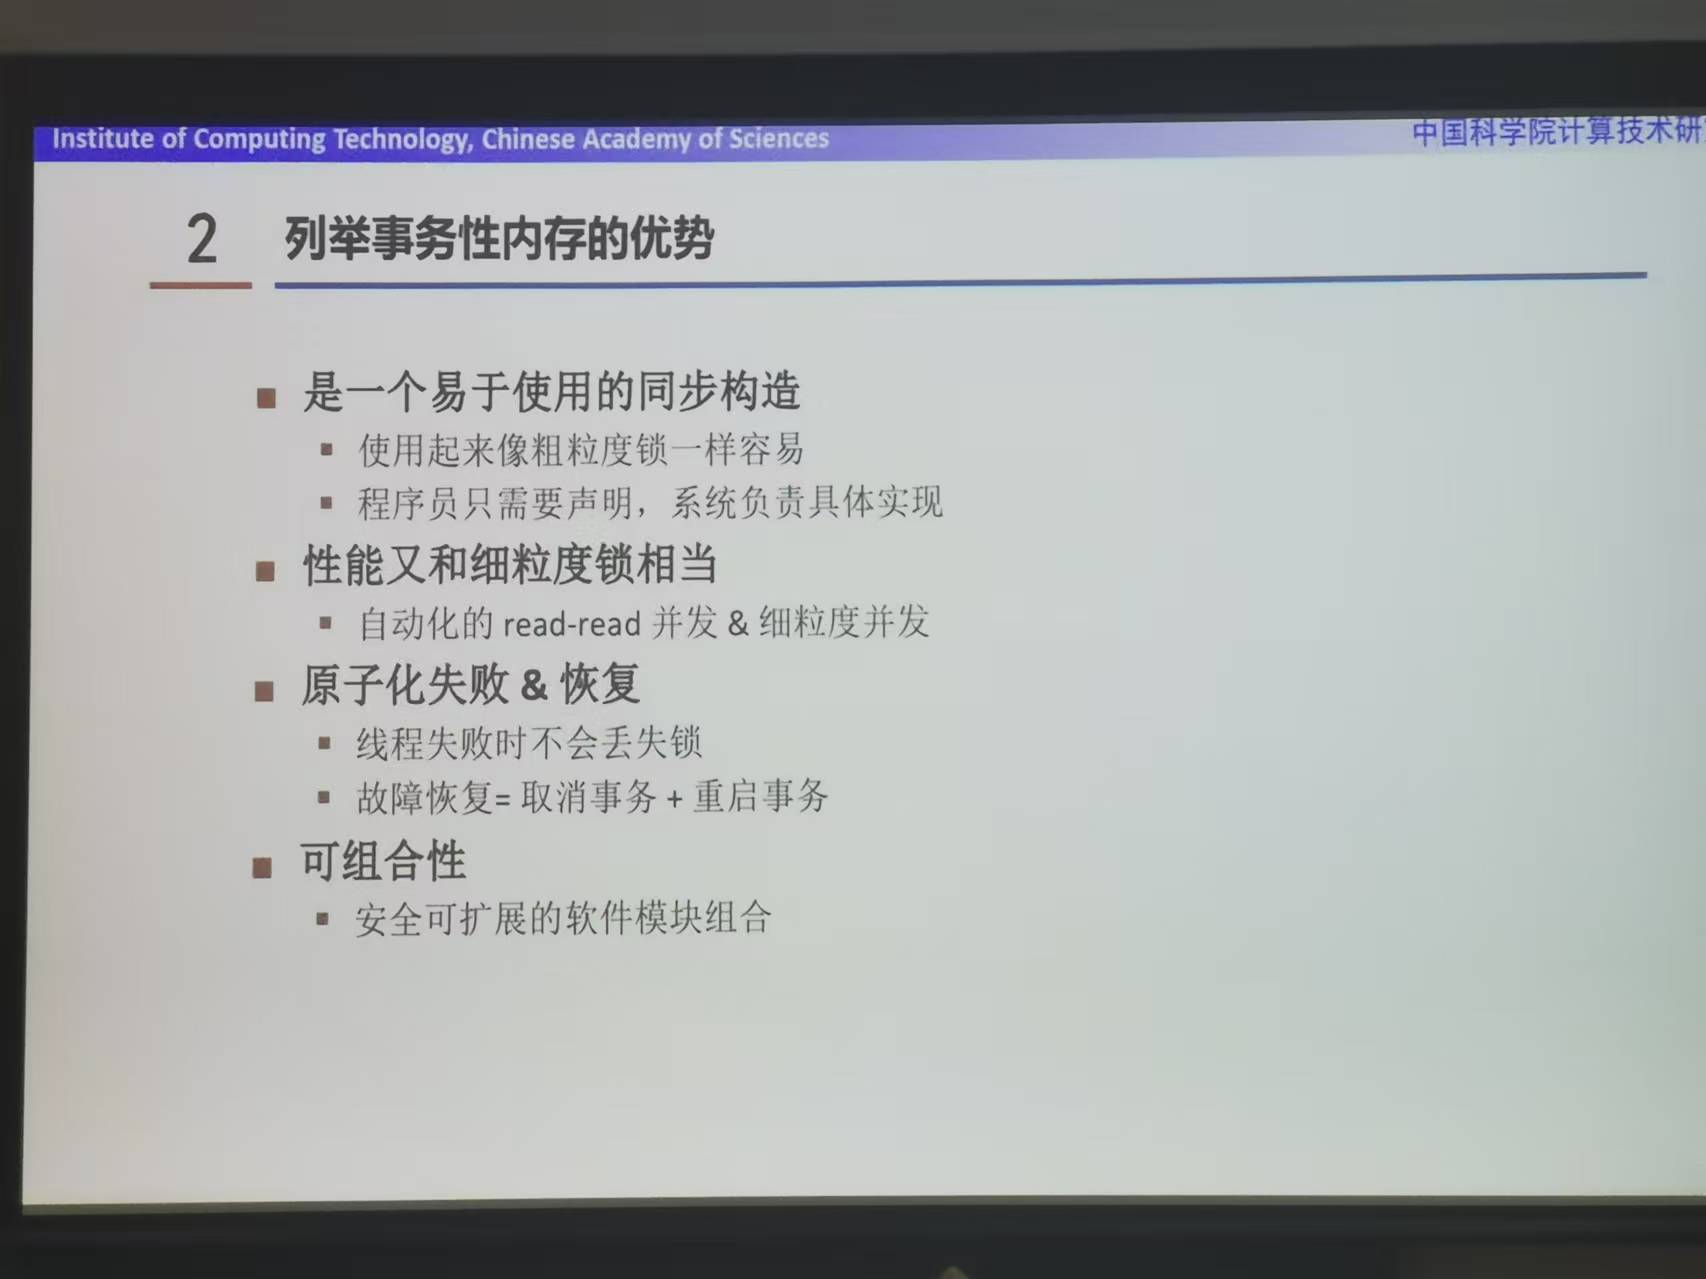 Institute of Computing Technology, Chinese Academy of Sciences
中国科学院计算技术研
2 列举事务性内存的优势
是一个易于使用的同步构造
使用起来像粗粒度锁一样容易
程序员只需要声明，系统负责具体实现
性能又和细粒度锁相当
自动化的 read-read 并发 & 细粒度并发
原子化失败 & 恢复
线程失败时不会丢失锁
故障恢复= 取消事务 + 重启事务
可组合性
安全可扩展的软件模块组合